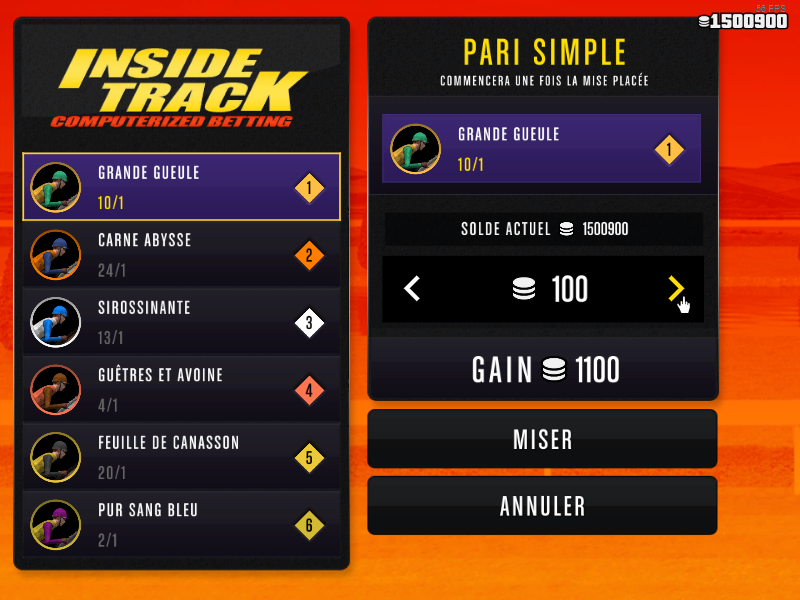 56 FPS
1500900
INSIDE
TRACK
COMPUTERIZED BETTING
GRANDE GUEULE
10/1
1
CARNE ABYSSE
24/1
2
SIROSSINANTE
13/1
3
GUÊTRES ET AVOINE
4/1
4
FEUILLE DE CANASSON
20/1
5
PUR SANG BLEU
2/1
6
PARI SIMPLE
COMMENCERA UNE FOIS LA MISE PLACÉE
GRANDE GUEULE
10/1
1
SOLDE ACTUEL 1500900
100
GAIN 1100
MISER
ANNULER